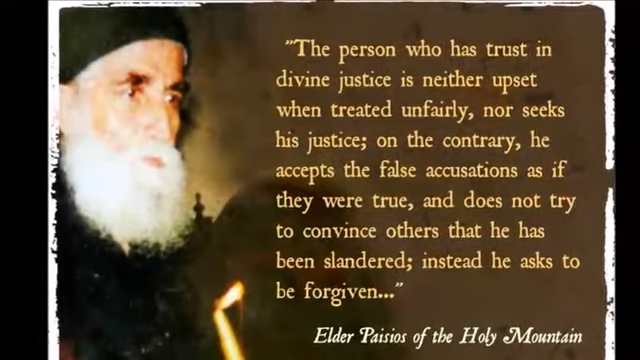 "The person who has trust in
divine justice is neither upset
when treated unfairly, nor seeks
his justice; on the contrary, he
accepts the false accusations as if
they were true, and does not try
to convince others that he has
been slandered; instead he asks to
be forgiven..."
Elder Paisios of the Holy Mountain